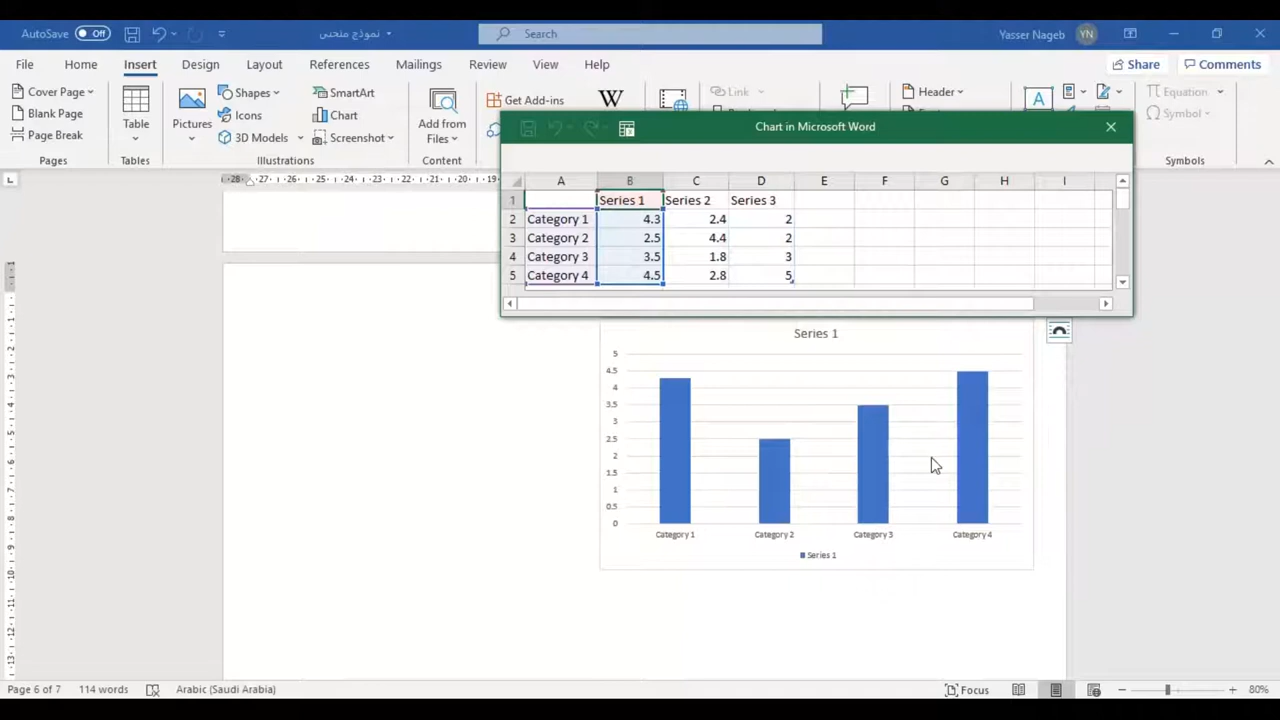 AutoSave Off نموذج ملحني Search Yasser Nageb YN
File Home Insert Design Layout References Mailings Review View Help Share Comments
Cover Page Blank Page Page Break Pages
Table Tables
Pictures Shapes Icons 3D Models SmartArt Chart Screenshot Illustrations
Add from Files Content
Get Add-ins W Link Header A Equation Symbol Symbols
Chart in Microsoft Word
A B C D E F G H I
1 Series 1 Series 2 Series 3
2 Category 1 4.3 2.4 2
3 Category 2 2.5 4.4 2
4 Category 3 3.5 1.8 3
5 Category 4 4.5 2.8 5
Series 1
5
4.5
4
3.5
3
2.5
2
1.5
1
0.5
0
Category 1 Category 2 Category 3 Category 4
Series 1
Page 6 of 7 114 words Arabic (Saudi Arabia) Focus 80%